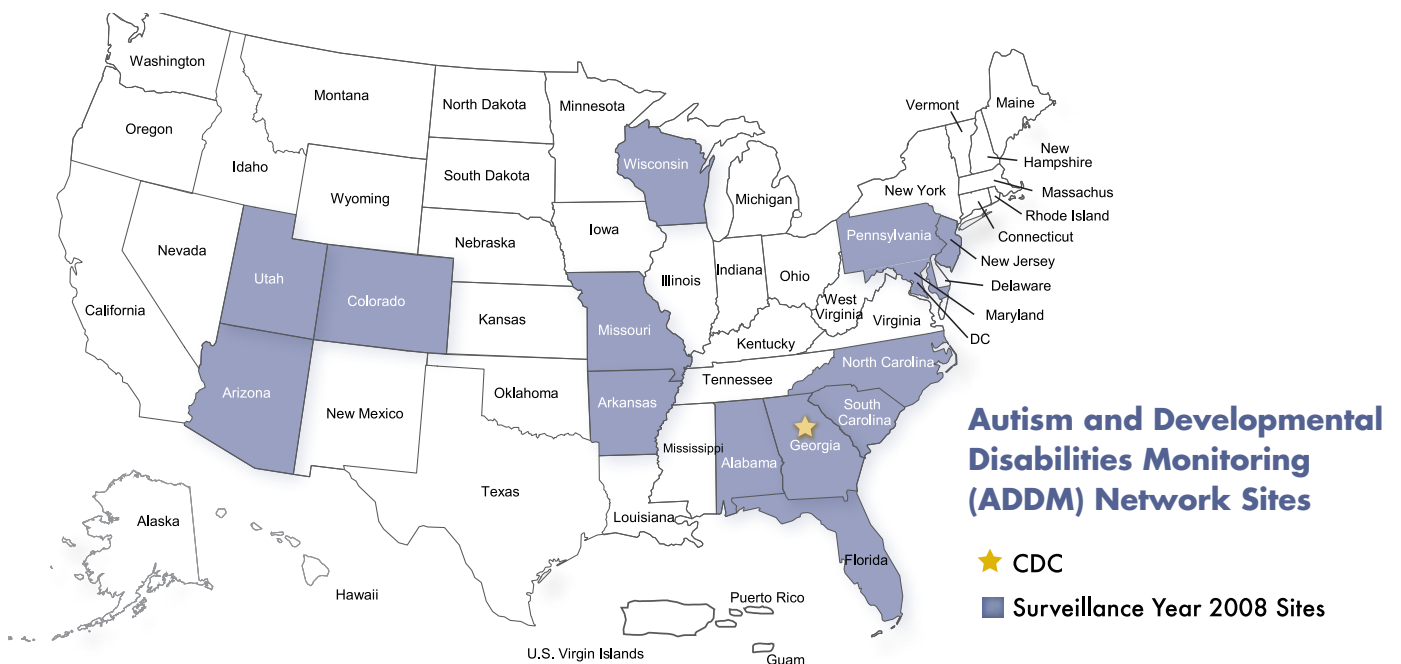 Washington
Montana
North Dakota
Minnesota
Vermont
Maine
Oregon
Idaho
Wisconsin
New
Hampshire
South Dakota
Wyoming
Michigan
New York
Massachus
Rhode Island
Iowa
Nebraska
Pennsylvania
Connecticut
Nevada
New Jersey
Utah
Illinois
Indiana
Ohio
Delaware
Colorado
California
Kansas
West
Virginia
Virginia
Maryland
Missouri
Kentucky
DC
North Carolina
Tennessee
Arizona
Oklahoma
Arkansas
New Mexico
South
Carolina
Georgia
Mississippi
Alabama
Texas
Louisiana
Alaska
Florida
Hawaii
Puerto Rico
U.S. Virgin Islands
Guam
Autism and Developmental
Disabilities Monitoring
(ADDM) Network Sites
CDC
Surveillance Year 2008 Sites